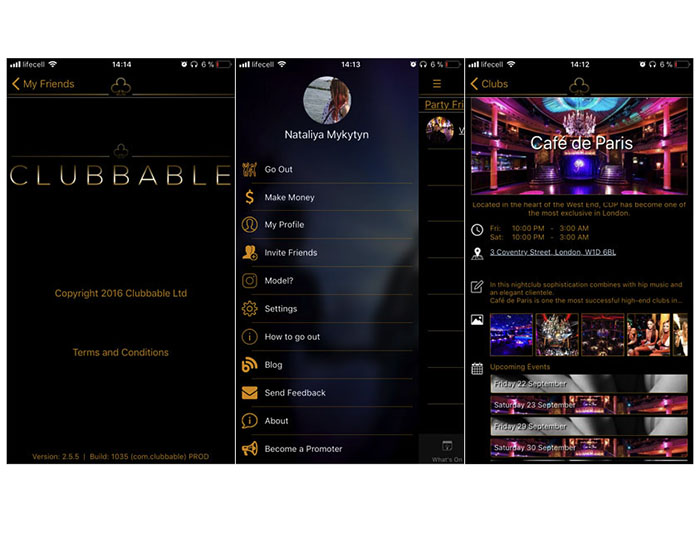 lifecell 14:14 6 %
My Friends
CLUBBABLE
Copyright 2016 Clubbable Ltd
Terms and Conditions
Version: 2.5.5 | Build: 1035 (com.clubbable) PROD
lifecell 14:13 6 %
Nataliya Mykytyn
Go Out
$ Make Money
My Profile
Invite Friends
Model?
Settings
How to go out
Blog
Send Feedback
About
Become a Promoter
Party Fri
What's On
lifecell 14:12 6 %
Clubs
Café de Paris
Located in the heart of the West End, CDP has become one of
the most exclusive in London.
Fri: 10:00 PM - 3:00 AM
Sat: 10:00 PM - 3:00 AM
3 Coventry Street, London, W1D 6BL
In this nightclub sophistication combines with hip music and
an elegant clientele.
Café de Paris is one the most successful high-end clubs in...
Upcoming Events
Friday 22 September
Saturday 23 September
Friday 29 September
Saturday 30 September